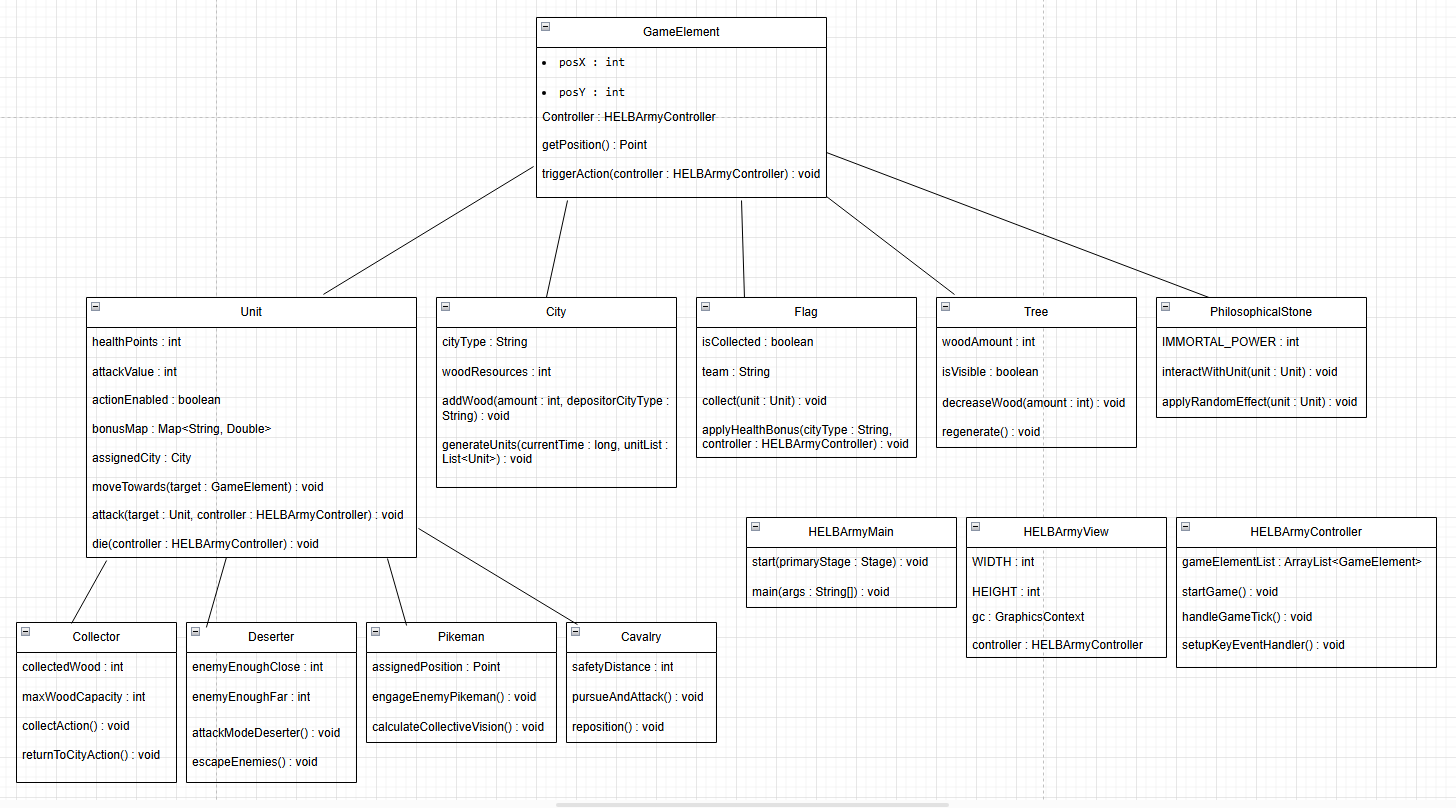 GameElement
• posX : int
• posY : int
Controller : HELBArmyController
getPosition() : Point
triggerAction(controller : HELBArmyController) : void
Unit
healthPoints : int
attackValue : int
actionEnabled : boolean
bonusMap : Map<String, Double>
assignedCity : City
moveTowards(target : GameElement) : void
attack(target : Unit, controller : HELBArmyController) : void
die(controller : HELBArmyController) : void
City
cityType : String
woodResources : int
addWood(amount : int, depositorCityType :
String) : void
generateUnits(currentTime : long, unitList :
List<Unit>) : void
Flag
isCollected : boolean
team : String
collect(unit : Unit) : void
applyHealthBonus(cityType : String,
controller : HELBArmyController) : void
Tree
woodAmount : int
isVisible : boolean
decreaseWood(amount : int) : void
regenerate() : void
PhilosophicalStone
IMMORTAL_POWER : int
interactWithUnit(unit : Unit) : void
applyRandomEffect(unit : Unit) : void
HELBArmyMain
start(primaryStage : Stage) : void
main(args : String[]) : void
HELBArmyView
WIDTH : int
HEIGHT : int
gc : GraphicsContext
controller : HELBArmyController
HELBArmyController
gameElementList : ArrayList<GameElement>
startGame() : void
handleGameTick() : void
setupKeyEventHandler() : void
Collector
collectedWood : int
maxWoodCapacity : int
collectAction() : void
returnToCityAction() : void
Deserter
enemyEnoughClose : int
enemyEnoughFar : int
attackModeDeserter() : void
escapeEnemies() : void
Pikeman
assignedPosition : Point
engageEnemyPikeman() : void
calculateCollectiveVision() : void
Cavalry
safetyDistance : int
pursueAndAttack() : void
reposition() : void